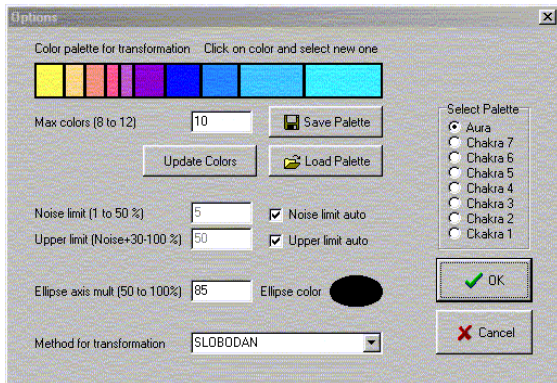 Options
Color palette for transformation Click on color and select new one
Max colors (8 to 12) 10 Save Palette
Update Colors Load Palette
Noise limit (1 to 50 %) 5 Noise limit auto
Upper limit (Noise+30-100 %) 50 Upper limit auto
Ellipse axis mult (50 to 100%) 85 Ellipse color
Method for transformation SLOBODAN
Select Palette
Aura
Chakra 7
Chakra 6
Chakra 5
Chakra 4
Chakra 3
Chakra 2
Ckakra 1
OK
Cancel